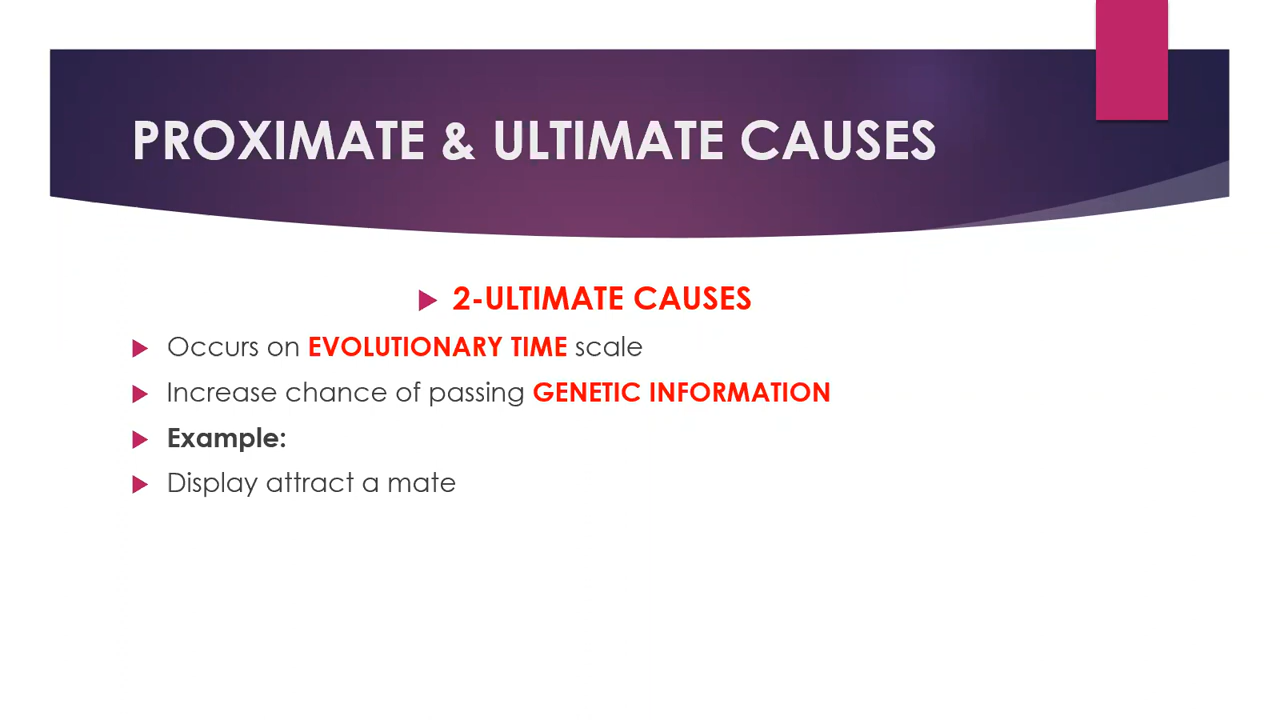 PROXIMATE & ULTIMATE CAUSES
2-ULTIMATE CAUSES
Occurs on EVOLUTIONARY TIME scale
Increase chance of passing GENETIC INFORMATION
Example:
Display attract a mate